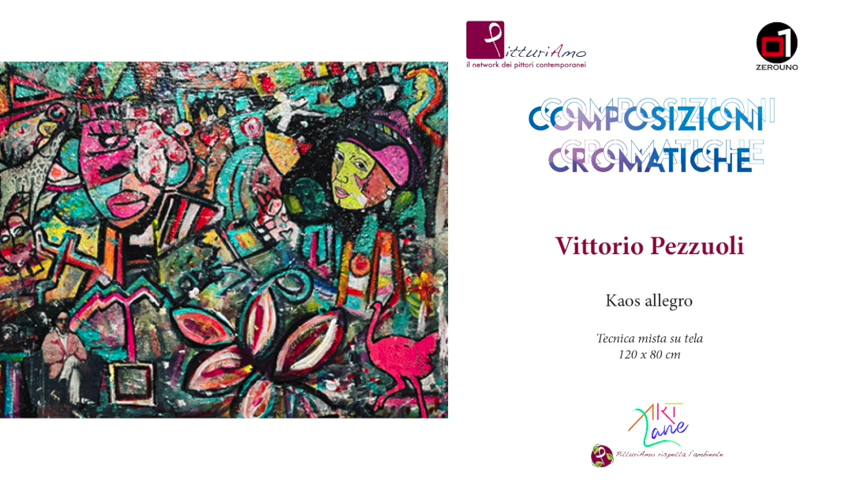 PitturiAmo
il network dei pittori contemporanei
01
ZEROUNO
COMPOSIZIONI
CROMATICHE
Vittorio Pezzuoli
Kaos allegro
Tecnica mista su tela
120 x 80 cm
ART
Lane
PitturiAmo rispetta l'ambiente